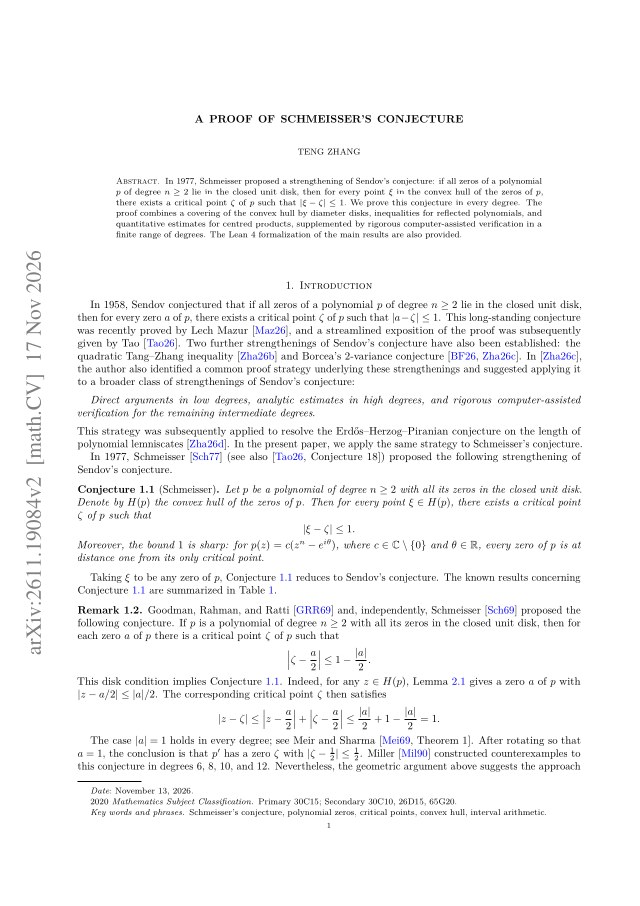 arXiv:2611.19084v2 [math.CV] 17 Nov 2026
A PROOF OF SCHMEISSER'S CONJECTURE
TENG ZHANG
ABSTRACT. In 1977, Schmeisser proposed a strengthening of Sendov's conjecture: if all zeros of a polynomial
p of degree n ≥ 2 lie in the closed unit disk, then for every point ξ in the convex hull of the zeros of p,
there exists a critical point ζ of p such that |ξ − ζ| ≤ 1. We prove this conjecture in every degree. The
proof combines a covering of the convex hull by diameter disks, inequalities for reflected polynomials, and
quantitative estimates for centred products, supplemented by rigorous computer-assisted verification in a
finite range of degrees. The Lean 4 formalization of the main results are also provided.
1. INTRODUCTION
In 1958, Sendov conjectured that if all zeros of a polynomial p of degree n ≥ 2 lie in the closed unit disk,
then for every zero a of p, there exists a critical point ζ of p such that |a−ζ| ≤ 1. This long-standing conjecture
was recently proved by Lech Mazur [Maz26], and a streamlined exposition of the proof was subsequently
given by Tao [Tao26]. Two further strengthenings of Sendov's conjecture have also been established: the
quadratic Tang–Zhang inequality [Zha26b] and Borcea's 2-variance conjecture [BF26, Zha26c]. In [Zha26c],
the author also identified a common proof strategy underlying these strengthenings and suggested applying it
to a broader class of strengthenings of Sendov's conjecture:
Direct arguments in low degrees, analytic estimates in high degrees, and rigorous computer-assisted
verification for the remaining intermediate degrees.
This strategy was subsequently applied to resolve the Erdős–Herzog–Piranian conjecture on the length of
polynomial lemniscates [Zha26d]. In the present paper, we apply the same strategy to Schmeisser's conjecture.
In 1977, Schmeisser [Sch77] (see also [Tao26, Conjecture 18]) proposed the following strengthening of
Sendov's conjecture.
Conjecture 1.1 (Schmeisser). Let p be a polynomial of degree n ≥ 2 with all its zeros in the closed unit disk.
Denote by H(p) the convex hull of the zeros of p. Then for every point ξ ∈ H(p), there exists a critical point
ζ of p such that
|ξ − ζ| ≤ 1.
Moreover, the bound 1 is sharp: for p(z) = c(zⁿ − e^{iθ}), where c ∈ ℂ \ {0} and θ ∈ ℝ, every zero of p is at
distance one from its only critical point.
Taking ξ to be any zero of p, Conjecture 1.1 reduces to Sendov's conjecture. The known results concerning
Conjecture 1.1 are summarized in Table 1.
Remark 1.2. Goodman, Rahman, and Ratti [GRR69] and, independently, Schmeisser [Sch69] proposed the
following conjecture. If p is a polynomial of degree n ≥ 2 with all its zeros in the closed unit disk, then for
each zero a of p there is a critical point ζ of p such that
|ζ − a/2| ≤ 1 − |a|/2.
This disk condition implies Conjecture 1.1. Indeed, for any z ∈ H(p), Lemma 2.1 gives a zero a of p with
|z − a/2| ≤ |a|/2. The corresponding critical point ζ then satisfies
|z − ζ| ≤ |z − a/2| + |ζ − a/2| ≤ |a|/2 + 1 − |a|/2 = 1.
The case |a| = 1 holds in every degree; see Meir and Sharma [Mei69, Theorem 1]. After rotating so that
a = 1, the conclusion is that p′ has a zero ζ with |ζ − 1/2| ≤ 1/2. Miller [Mil90] constructed counterexamples to
this conjecture in degrees 6, 8, 10, and 12. Nevertheless, the geometric argument above suggests the approach
Date: November 13, 2026.
2020 Mathematics Subject Classification. Primary 30C15; Secondary 30C10, 26D15, 65G20.
Key words and phrases. Schmeisser's conjecture, polynomial zeros, critical points, convex hull, interval arithmetic.
1